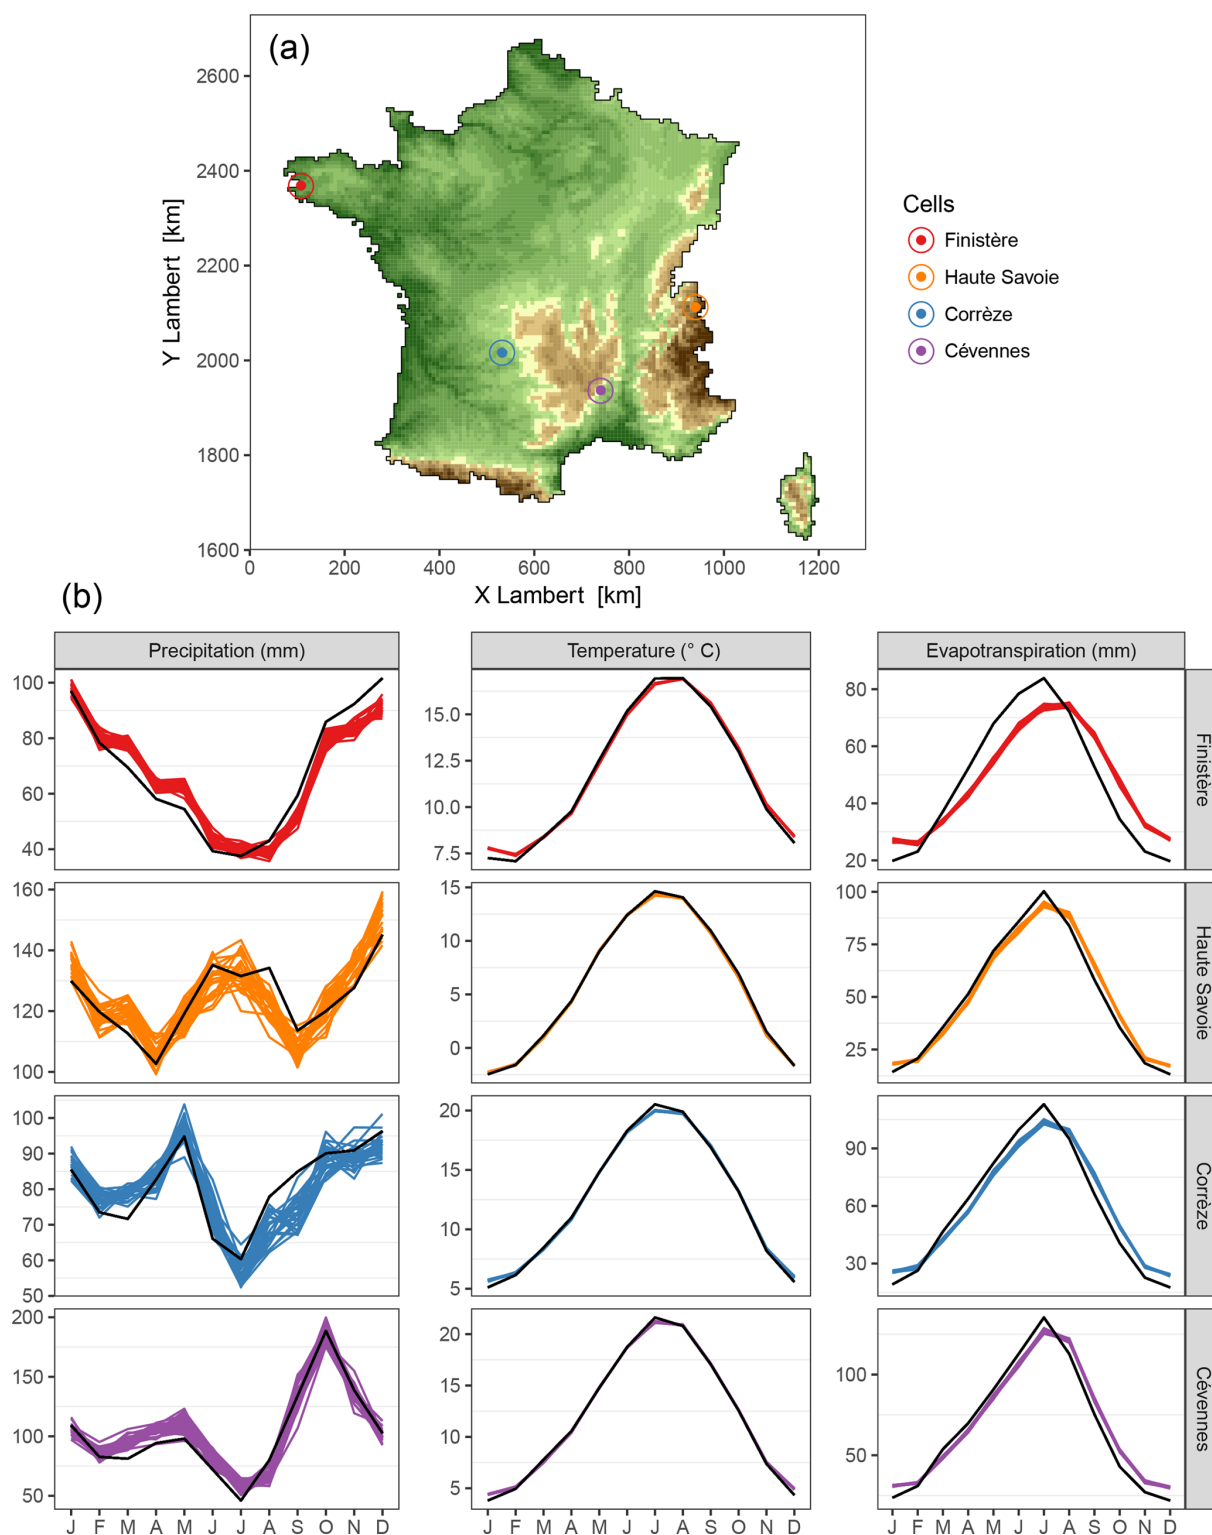 (a)
2600
2400
2200
2000
1800
1600
Y Lambert [km]
0 200 400 600 800 1000 1200
X Lambert [km]
Cells
Finistère
Haute Savoie
Corrèze
Cévennes
(b)
Precipitation (mm)
Temperature (° C)
Evapotranspiration (mm)
100
80
60
40
15.0
12.5
10.0
7.5
80
60
40
20
Finistère
160
140
120
100
15
10
5
0
100
75
50
25
Haute Savoie
100
90
80
70
60
50
20
15
10
5
90
60
30
Corrèze
200
150
100
50
20
15
10
5
100
50
Cévennes
J F M A M J J A S O N D
J F M A M J J A S O N D
J F M A M J J A S O N D